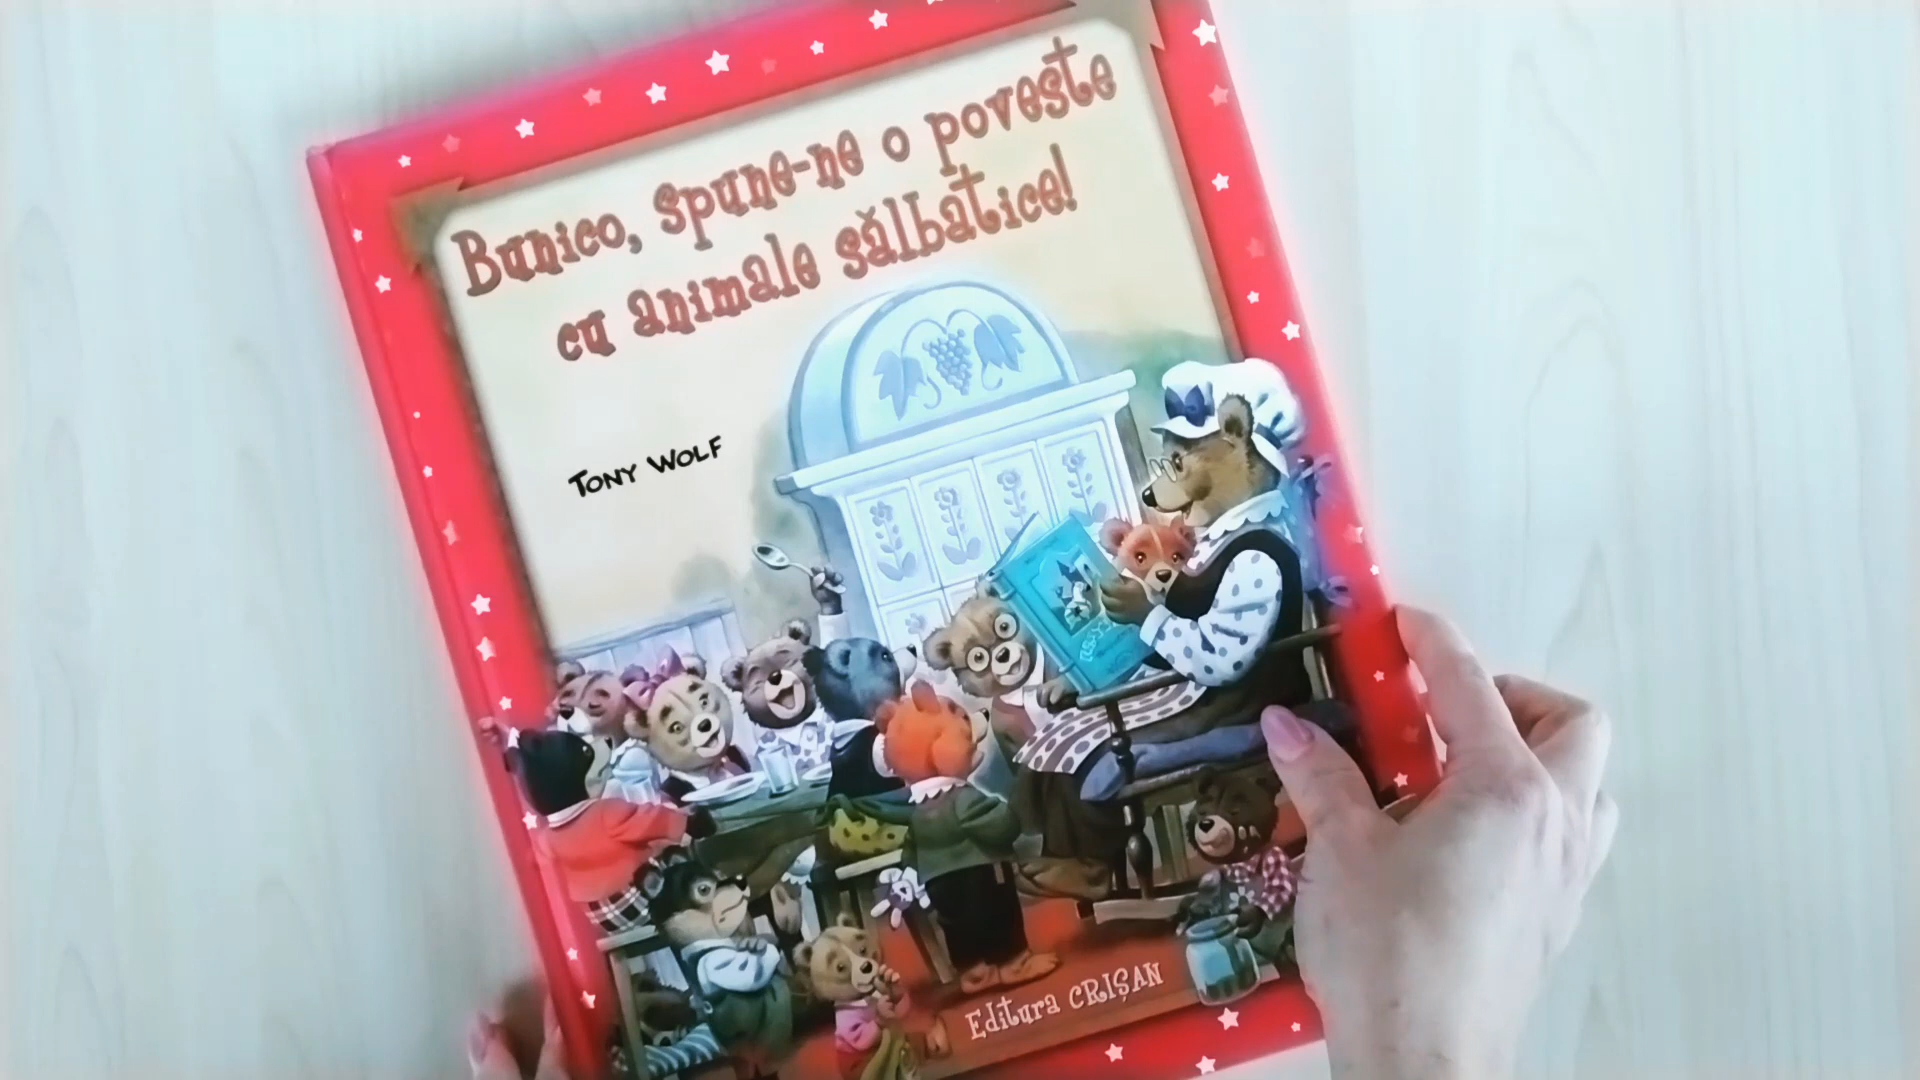 Bunico, spune-ne o poveste
cu animale sălbatice!
TONY WOLF
Editura CRIȘAN